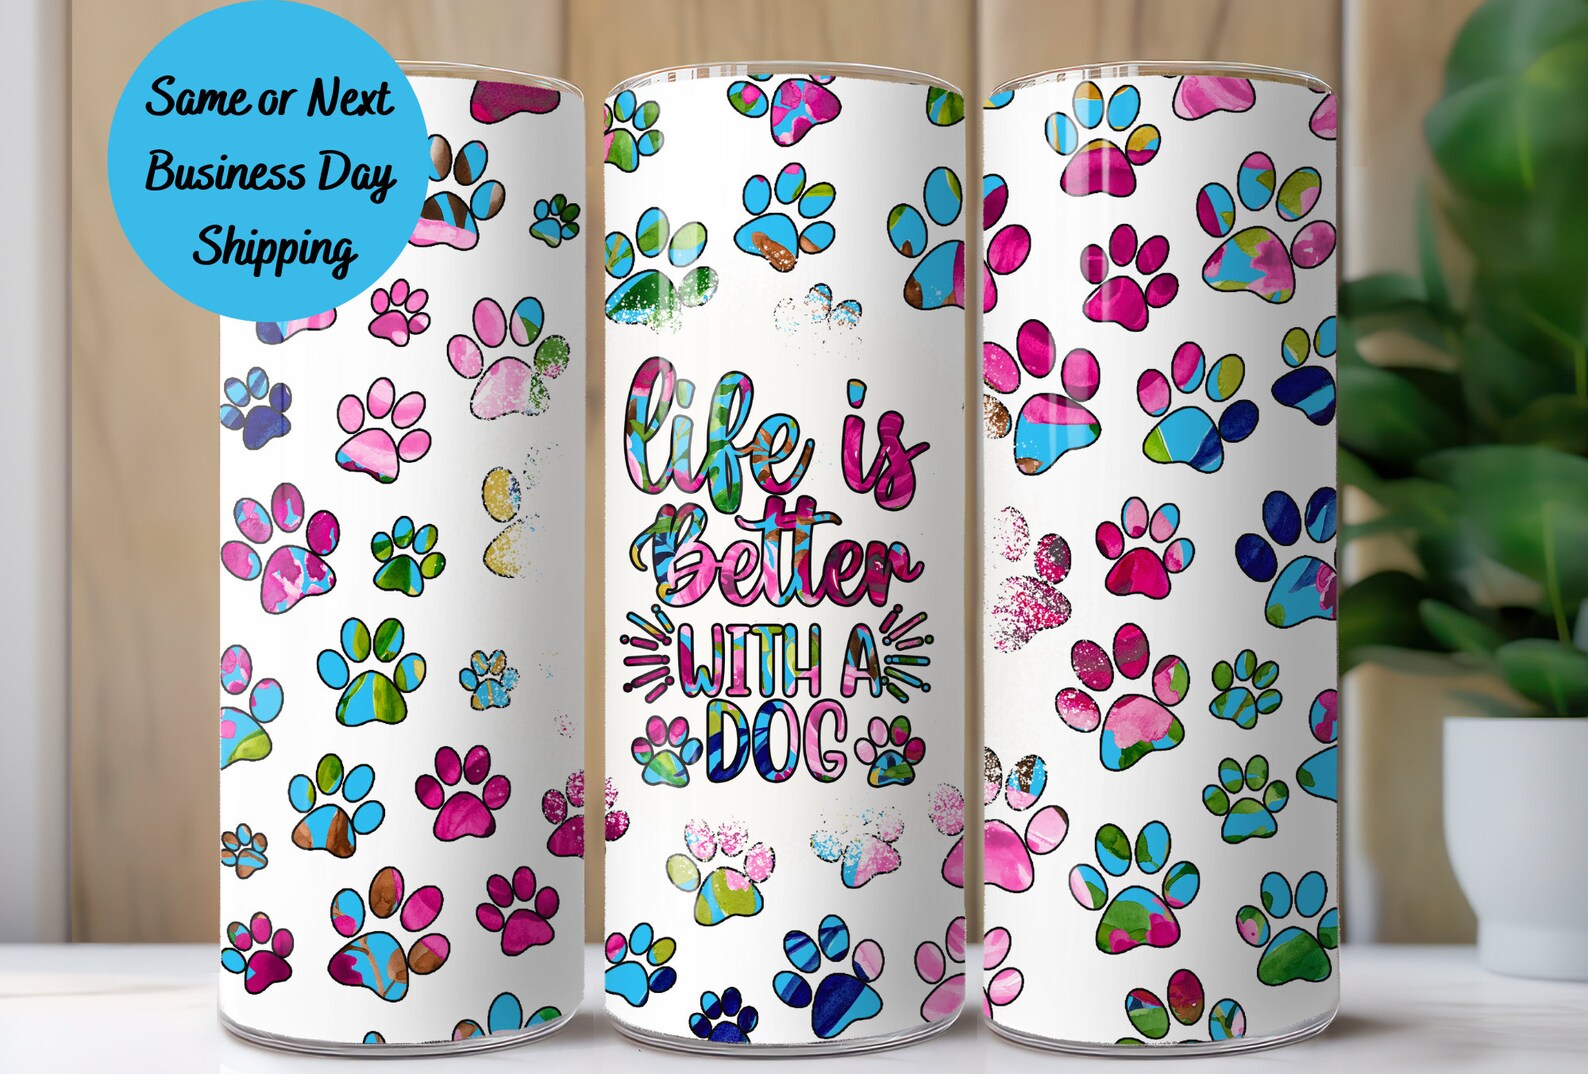 Same or Next
Business Day
Shipping
life is
Better
WITH A
DOG